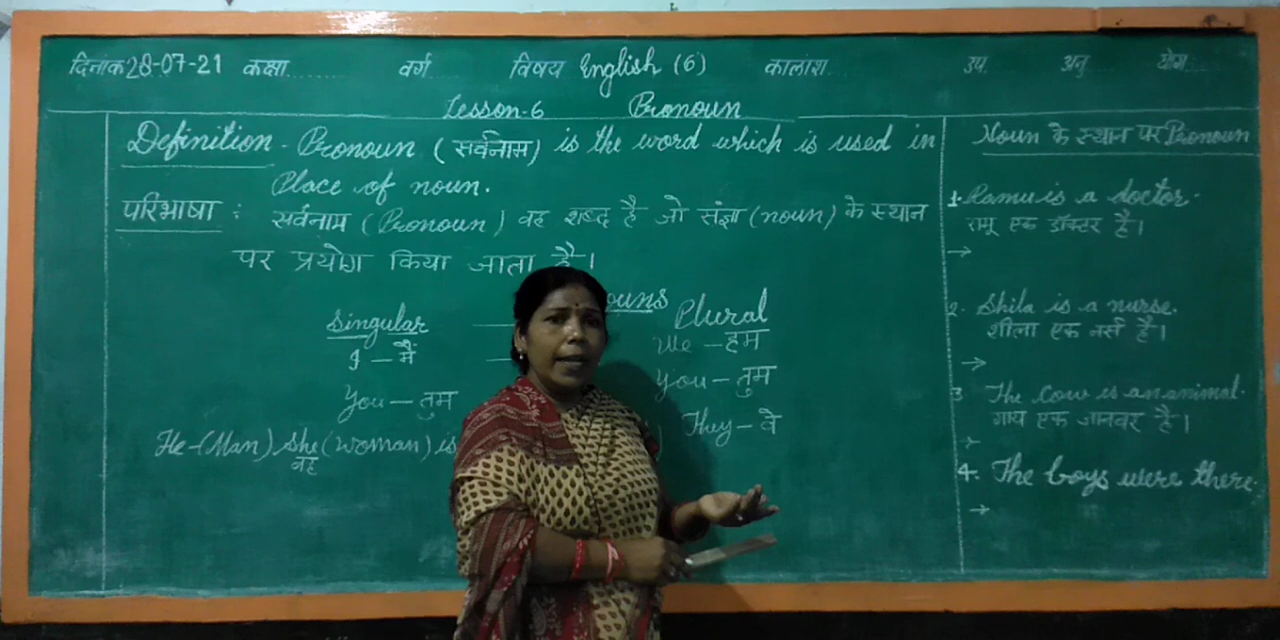 दिनांक 28-07-21 कक्षा वर्ग विषय English (6) कालांश उप. अनु. योग
Lesson-6 Pronoun
Definition - Pronoun (सर्वनाम) is the word which is used in
Place of noun.
परिभाषा : सर्वनाम (Pronoun) वह शब्द है जो संज्ञा (noun) के स्थान
पर प्रयोग किया जाता है।
ouns
Singular Plural
I - मैं We - हम
You - तुम You - तुम
He - (Man) She (woman) They - वे
वह
Noun के स्थान पर Pronoun
1. Ramu is a doctor.
रामू एक डॉक्टर है।
→
2. Shila is a nurse.
शीला एक नर्स है।
→
3 The Cow is an animal.
गाय एक जानवर है।
→
4. The boys were there.
→